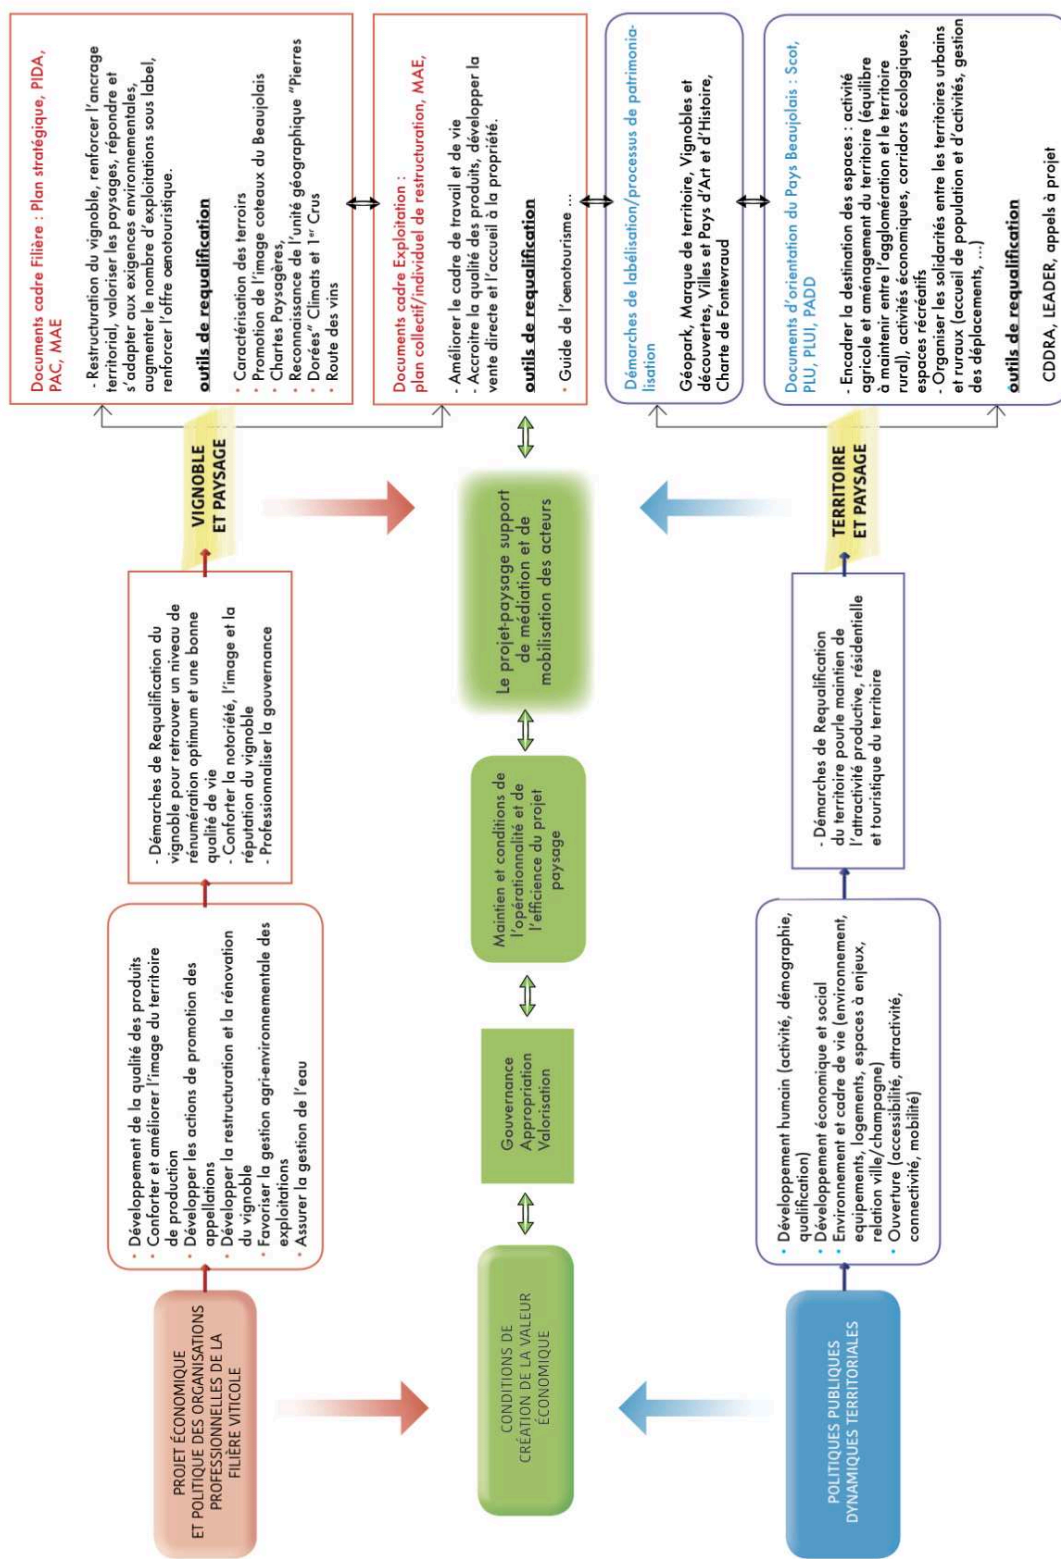 PROJET ÉCONOMIQUE
ET POLITIQUE DES ORGANISATIONS
PROFESSIONNELLES DE LA
FILIÈRE VITICOLE
• Développement de la qualité des produits
• Conforter et améliorer l'image du territoire
de production
• Développer les actions de promotion des
appellations
• Développer la restructuration et la rénovation
du vignoble
• Favoriser la gestion agri-environnementale des
exploitations
• Assurer la gestion de l'eau
- Démarches de Requalification du
vignoble pour retrouver un niveau de
rénumération optimum et une bonne
qualité de vie
- Conforter la notoriété, l'image et la
réputation du vignoble
- Professionnaliser la gouvernance
VIGNOBLE
ET PAYSAGE
Documents cadre Filière : Plan stratégique, PIDA,
PAC, MAE
- Restructuration du vignoble, renforcer l'ancrage
territorial, valoriser les paysages, répondre et
s'adapter aux exigences environnementales,
augmenter le nombre d'exploitations sous label,
renforcer l'offre oenotouristique.
outils de requalification
• Caractérisation des terroirs
• Promotion de l'image coteaux du Beaujolais
• Chartes Paysagères,
• Reconnaissance de l'unité géographique "Pierres
• Dorées" Climats et 1er Crus
• Route des vins
Documents cadre Exploitation :
plan collectif/individuel de restructuration, MAE,
- Améliorer le cadre de travail et de vie
- Accroitre la qualité des produits, développer la
vente directe et l'accueil à la propriété.
outils de requalification
• Guide de l'oenotourisme ...
CONDITIONS DE
CRÉATION DE LA VALEUR
ÉCONOMIQUE
Gouvernance
Appropriation
Valorisation
Maintien et conditions de
l'opérationnalité et de
l'efficience du projet
paysage
Le projet-paysage support
de médiation et de
mobilisation des acteurs
Démarches de labélisation/processus de patrimonia-
lisation
Géopark, Marque de territoire, Vignobles et
découvertes, Villes et Pays d'Art et d'Histoire,
Charte de Fontevraud
POLITIQUES PUBLIQUES
DYNAMIQUES TERRITORIALES
• Développement humain (activité, démographie,
qualification)
• Développement économique et social
• Environnement et cadre de vie (environnement,
equipements, logements, espaces à enjeux,
relation ville/champagne)
• Ouverture (accessibilité, attractivité,
connectivité, mobilité)
- Démarches de Requalification
du territoire pourle maintien de
l'attractivité productive, résidentielle
et touristique du territoire
TERRITOIRE
ET PAYSAGE
Documents d'orientation du Pays Beaujolais : Scot,
PLU, PLUI, PADD
- Encadrer la destination des espaces : activité
agricole et aménagement du territoire (équilibre
à maintenir entre l'agglomération et le territoire
rural), activités économiques, corridors écologiques,
espaces récréatifs
- Organiser les solidarités entre les territoires urbains
et ruraux (accueil de population et d'activités, gestion
des déplacements, ...)
outils de requalification
CDDRA, LEADER, appels à projet